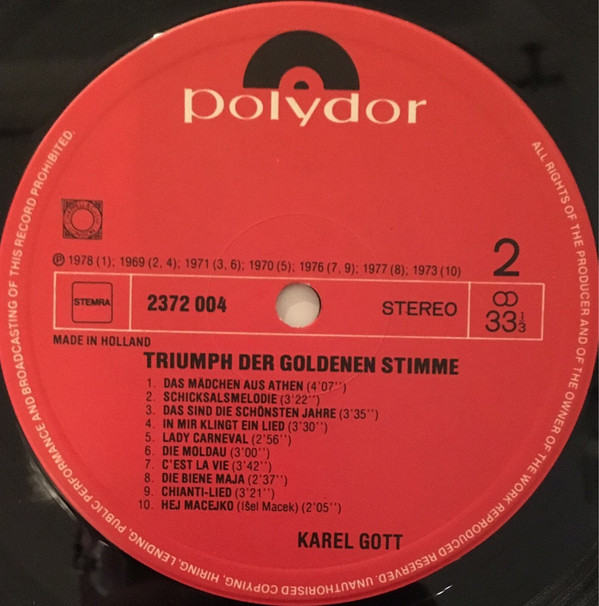 polydor
ALL RIGHTS OF THE PRODUCER AND OF THE OWNER OF THE WORK REPRODUCED RESERVED. UNAUTHORISED COPYING, HIRING, LENDING, PUBLIC PERFORMANCE AND BROADCASTING OF THIS RECORD PROHIBITED.
℗ 1978 (1); 1969 (2, 4); 1971 (3, 6); 1970 (5); 1976 (7, 9); 1977 (8); 1973 (10)
2
STEMRA
2372 004
STEREO
33 1/3
MADE IN HOLLAND
TRIUMPH DER GOLDENEN STIMME
1. DAS MÄDCHEN AUS ATHEN (4'07'')
2. SCHICKSALSMELODIE (3'22'')
3. DAS SIND DIE SCHÖNSTEN JAHRE (3'35'')
4. IN MIR KLINGT EIN LIED (3'30'')
5. LADY CARNEVAL (2'56'')
6. DIE MOLDAU (3'00'')
7. C'EST LA VIE (3'42'')
8. DIE BIENE MAJA (2'37'')
9. CHIANTI-LIED (3'21'')
10. HEJ MACEJKO (Išel Macek) (2'05'')
KAREL GOTT